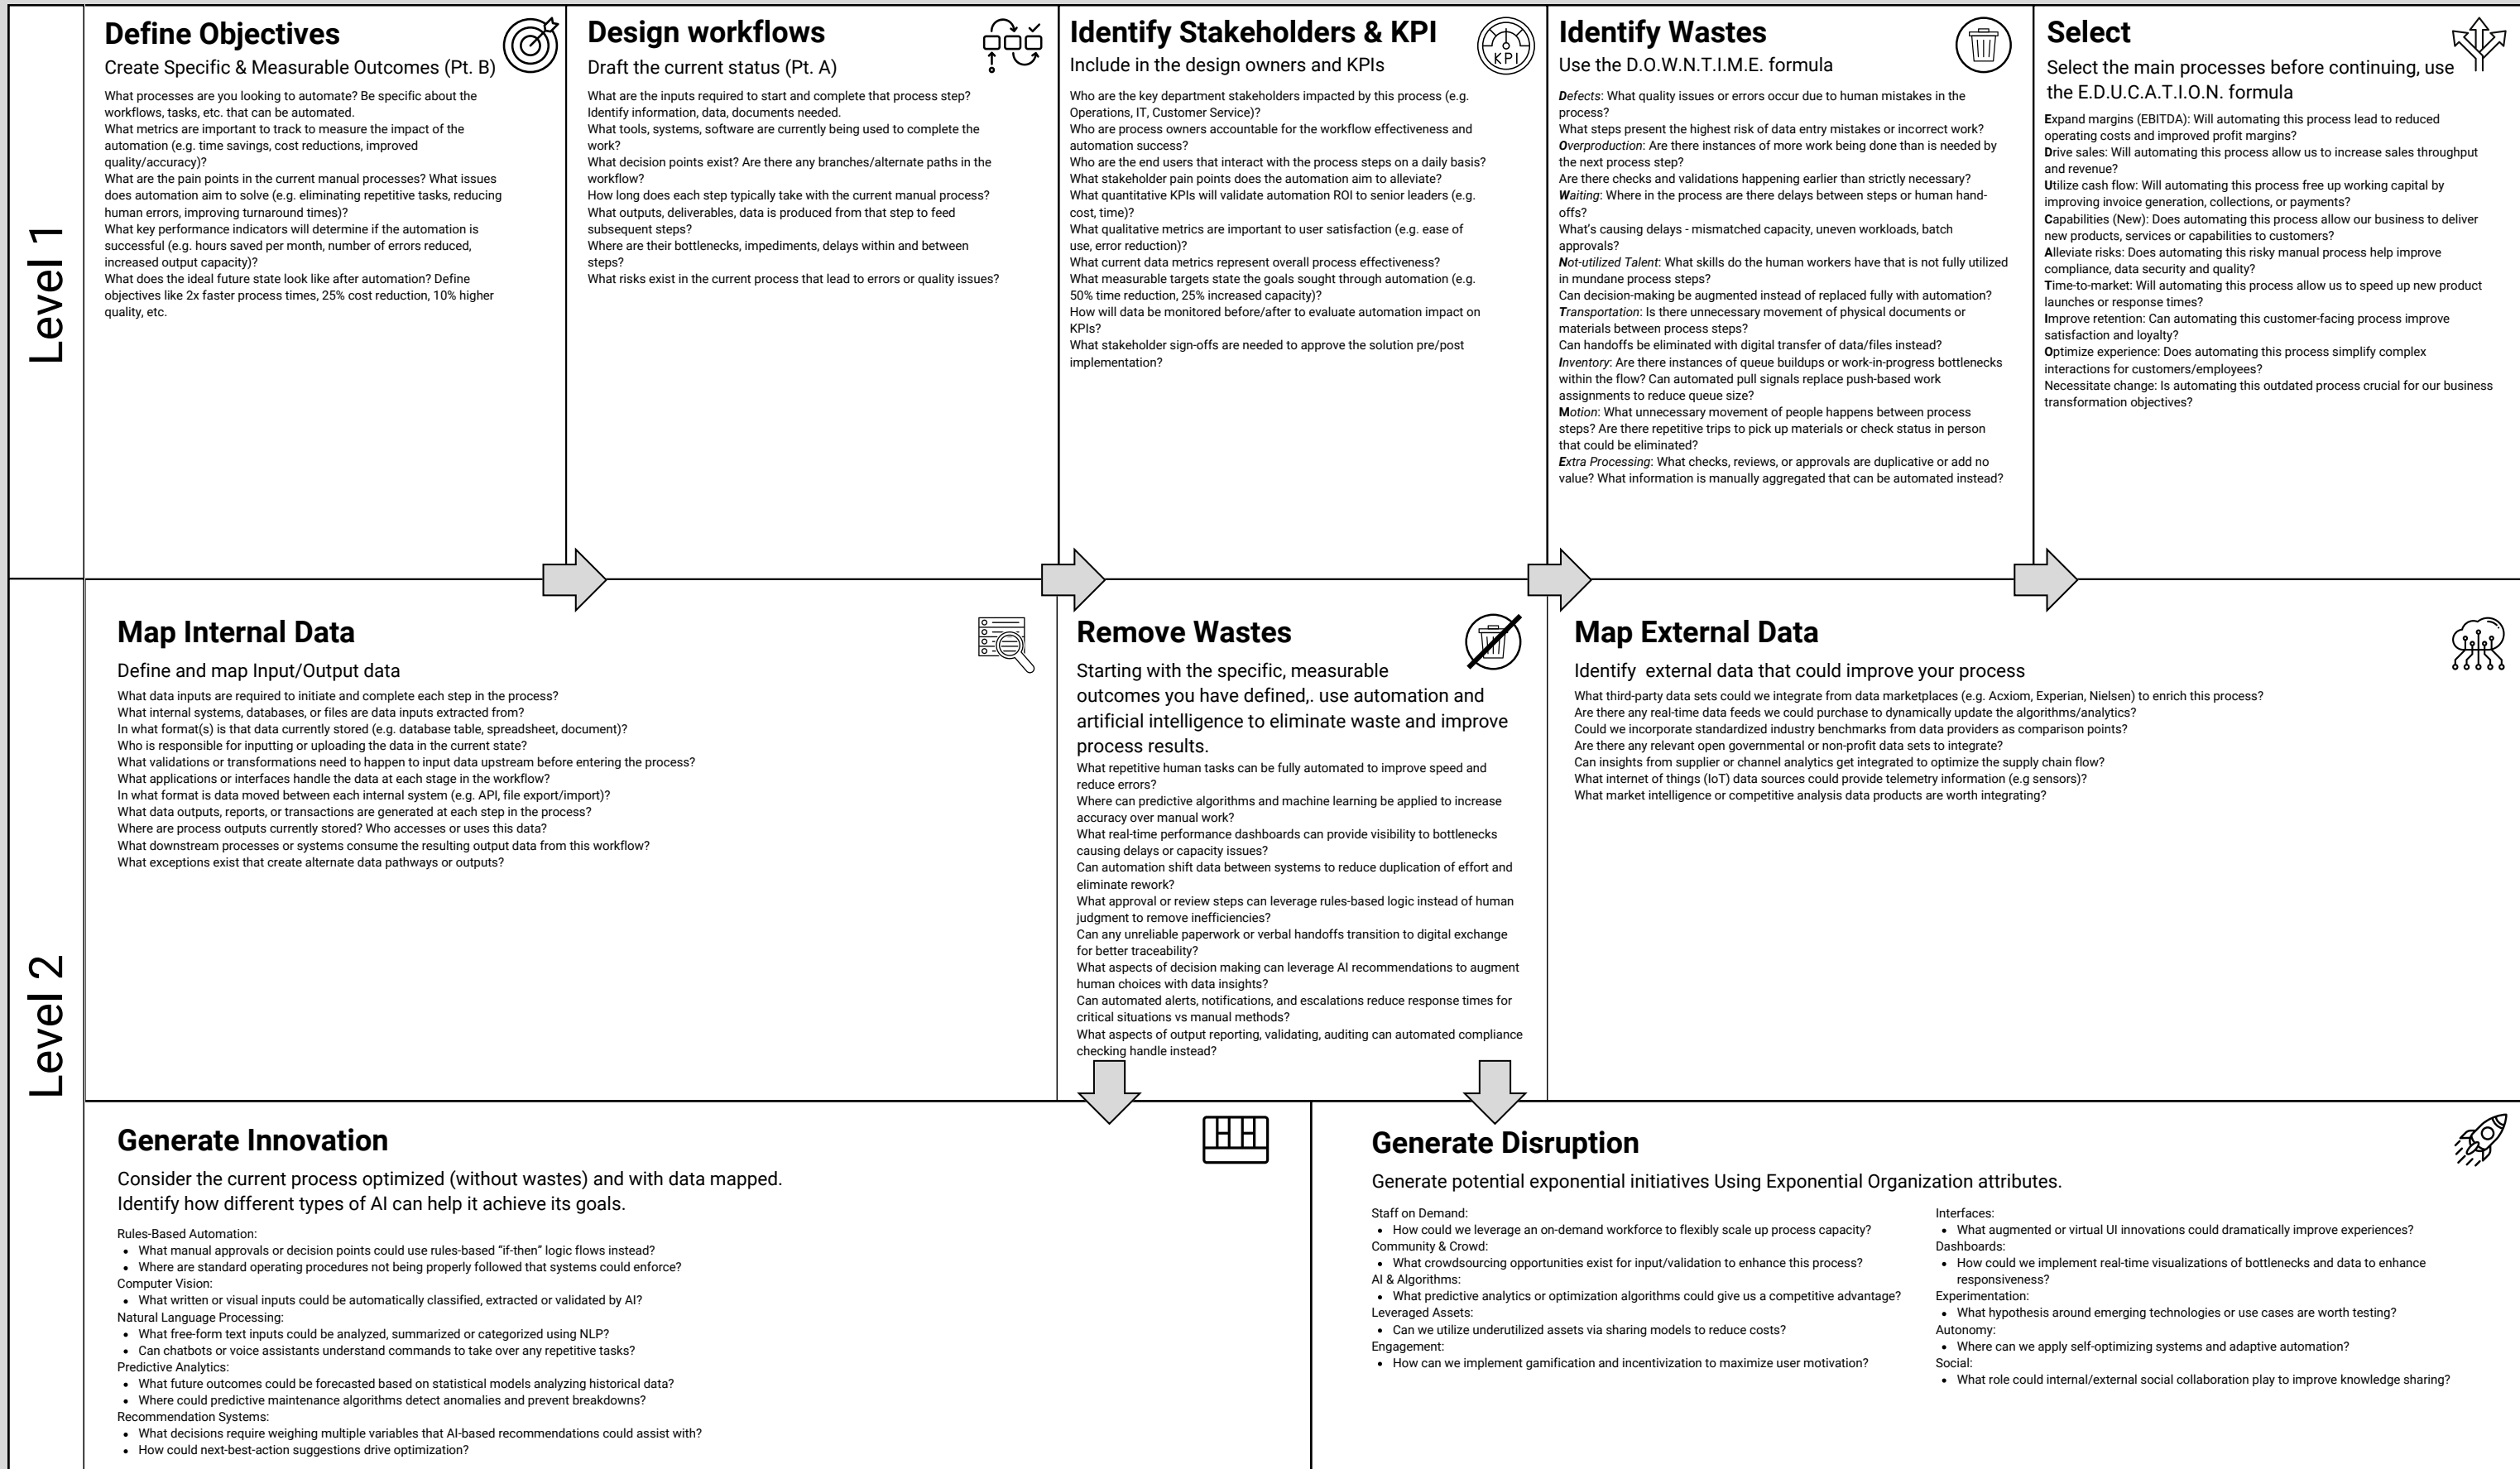 Level 1
Define Objectives
Create Specific & Measurable Outcomes (Pt. B)
What processes are you looking to automate? Be specific about the
workflows, tasks, etc. that can be automated.
What metrics are important to track to measure the impact of the
automation (e.g. time savings, cost reductions, improved
quality/accuracy)?
What are the pain points in the current manual processes? What issues
does automation aim to solve (e.g. eliminating repetitive tasks, reducing
human errors, improving turnaround times)?
What key performance indicators will determine if the automation is
successful (e.g. hours saved per month, number of errors reduced,
increased output capacity)?
What does the ideal future state look like after automation? Define
objectives like 2x faster process times, 25% cost reduction, 10% higher
quality, etc.
Design workflows
Draft the current status (Pt. A)
What are the inputs required to start and complete that process step?
Identify information, data, documents needed.
What tools, systems, software are currently being used to complete the
work?
What decision points exist? Are there any branches/alternate paths in the
workflow?
How long does each step typically take with the current manual process?
What outputs, deliverables, data is produced from that step to feed
subsequent steps?
Where are their bottlenecks, impediments, delays within and between
steps?
What risks exist in the current process that lead to errors or quality issues?
Identify Stakeholders & KPI
KPI
Include in the design owners and KPIs
Who are the key department stakeholders impacted by this process (e.g.
Operations, IT, Customer Service)?
Who are process owners accountable for the workflow effectiveness and
automation success?
Who are the end users that interact with the process steps on a daily basis?
What stakeholder pain points does the automation aim to alleviate?
What quantitative KPIs will validate automation ROI to senior leaders (e.g.
cost, time)?
What qualitative metrics are important to user satisfaction (e.g. ease of
use, error reduction)?
What current data metrics represent overall process effectiveness?
What measurable targets state the goals sought through automation (e.g.
50% time reduction, 25% increased capacity)?
How will data be monitored before/after to evaluate automation impact on
KPIs?
What stakeholder sign-offs are needed to approve the solution pre/post
implementation?
Identify Wastes
Use the D.O.W.N.T.I.M.E. formula
Defects: What quality issues or errors occur due to human mistakes in the
process?
What steps present the highest risk of data entry mistakes or incorrect work?
Overproduction: Are there instances of more work being done than is needed by
the next process step?
Are there checks and validations happening earlier than strictly necessary?
Waiting: Where in the process are there delays between steps or human hand-
offs?
What's causing delays - mismatched capacity, uneven workloads, batch
approvals?
Not-utilized Talent: What skills do the human workers have that is not fully utilized
in mundane process steps?
Can decision-making be augmented instead of replaced fully with automation?
Transportation: Is there unnecessary movement of physical documents or
materials between process steps?
Can handoffs be eliminated with digital transfer of data/files instead?
Inventory: Are there instances of queue buildups or work-in-progress bottlenecks
within the flow? Can automated pull signals replace push-based work
assignments to reduce queue size?
Motion: What unnecessary movement of people happens between process
steps? Are there repetitive trips to pick up materials or check status in person
that could be eliminated?
Extra Processing: What checks, reviews, or approvals are duplicative or add no
value? What information is manually aggregated that can be automated instead?
Select
Select the main processes before continuing, use
the E.D.U.C.A.T.I.O.N. formula
Expand margins (EBITDA): Will automating this process lead to reduced
operating costs and improved profit margins?
Drive sales: Will automating this process allow us to increase sales throughput
and revenue?
Utilize cash flow: Will automating this process free up working capital by
improving invoice generation, collections, or payments?
Capabilities (New): Does automating this process allow our business to deliver
new products, services or capabilities to customers?
Alleviate risks: Does automating this risky manual process help improve
compliance, data security and quality?
Time-to-market: Will automating this process allow us to speed up new product
launches or response times?
Improve retention: Can automating this customer-facing process improve
satisfaction and loyalty?
Optimize experience: Does automating this process simplify complex
interactions for customers/employees?
Necessitate change: Is automating this outdated process crucial for our business
transformation objectives?
Level 2
Map Internal Data
Define and map Input/Output data
What data inputs are required to initiate and complete each step in the process?
What internal systems, databases, or files are data inputs extracted from?
In what format(s) is that data currently stored (e.g. database table, spreadsheet, document)?
Who is responsible for inputting or uploading the data in the current state?
What validations or transformations need to happen to input data upstream before entering the process?
What applications or interfaces handle the data at each stage in the workflow?
In what format is data moved between each internal system (e.g. API, file export/import)?
What data outputs, reports, or transactions are generated at each step in the process?
Where are process outputs currently stored? Who accesses or uses this data?
What downstream processes or systems consume the resulting output data from this workflow?
What exceptions exist that create alternate data pathways or outputs?
Remove Wastes
Starting with the specific, measurable
outcomes you have defined,. use automation and
artificial intelligence to eliminate waste and improve
process results.
What repetitive human tasks can be fully automated to improve speed and
reduce errors?
Where can predictive algorithms and machine learning be applied to increase
accuracy over manual work?
What real-time performance dashboards can provide visibility to bottlenecks
causing delays or capacity issues?
Can automation shift data between systems to reduce duplication of effort and
eliminate rework?
What approval or review steps can leverage rules-based logic instead of human
judgment to remove inefficiencies?
Can any unreliable paperwork or verbal handoffs transition to digital exchange
for better traceability?
What aspects of decision making can leverage AI recommendations to augment
human choices with data insights?
Can automated alerts, notifications, and escalations reduce response times for
critical situations vs manual methods?
What aspects of output reporting, validating, auditing can automated compliance
checking handle instead?
Map External Data
Identify external data that could improve your process
What third-party data sets could we integrate from data marketplaces (e.g. Acxiom, Experian, Nielsen) to enrich this process?
Are there any real-time data feeds we could purchase to dynamically update the algorithms/analytics?
Could we incorporate standardized industry benchmarks from data providers as comparison points?
Are there any relevant open governmental or non-profit data sets to integrate?
Can insights from supplier or channel analytics get integrated to optimize the supply chain flow?
What internet of things (IoT) data sources could provide telemetry information (e.g sensors)?
What market intelligence or competitive analysis data products are worth integrating?
Generate Innovation
Consider the current process optimized (without wastes) and with data mapped.
Identify how different types of AI can help it achieve its goals.
Rules-Based Automation:
• What manual approvals or decision points could use rules-based “if-then” logic flows instead?
• Where are standard operating procedures not being properly followed that systems could enforce?
Computer Vision:
• What written or visual inputs could be automatically classified, extracted or validated by AI?
Natural Language Processing:
• What free-form text inputs could be analyzed, summarized or categorized using NLP?
• Can chatbots or voice assistants understand commands to take over any repetitive tasks?
Predictive Analytics:
• What future outcomes could be forecasted based on statistical models analyzing historical data?
• Where could predictive maintenance algorithms detect anomalies and prevent breakdowns?
Recommendation Systems:
• What decisions require weighing multiple variables that AI-based recommendations could assist with?
• How could next-best-action suggestions drive optimization?
Generate Disruption
Generate potential exponential initiatives Using Exponential Organization attributes.
Staff on Demand:
• How could we leverage an on-demand workforce to flexibly scale up process capacity?
Community & Crowd:
• What crowdsourcing opportunities exist for input/validation to enhance this process?
AI & Algorithms:
• What predictive analytics or optimization algorithms could give us a competitive advantage?
Leveraged Assets:
• Can we utilize underutilized assets via sharing models to reduce costs?
Engagement:
• How can we implement gamification and incentivization to maximize user motivation?
Interfaces:
• What augmented or virtual UI innovations could dramatically improve experiences?
Dashboards:
• How could we implement real-time visualizations of bottlenecks and data to enhance
responsiveness?
Experimentation:
• What hypothesis around emerging technologies or use cases are worth testing?
Autonomy:
• Where can we apply self-optimizing systems and adaptive automation?
Social:
• What role could internal/external social collaboration play to improve knowledge sharing?